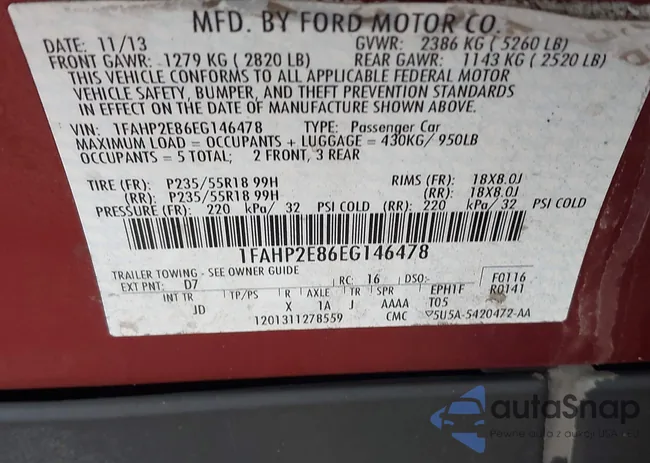 MFD. BY FORD MOTOR CO.
DATE: 11/13 GVWR: 2386 KG ( 5260 LB)
FRONT GAWR: 1279 KG ( 2820 LB) REAR GAWR: 1143 KG ( 2520 LB)
THIS VEHICLE CONFORMS TO ALL APPLICABLE FEDERAL MOTOR
VEHICLE SAFETY, BUMPER, AND THEFT PREVENTION STANDARDS
IN EFFECT ON THE DATE OF MANUFACTURE SHOWN ABOVE.
VIN: 1FAHP2E86EG146478 TYPE: Passenger Car
MAXIMUM LOAD = OCCUPANTS + LUGGAGE = 430KG/ 950LB
OCCUPANTS = 5 TOTAL; 2 FRONT, 3 REAR
TIRE (FR): P235/55R18 99H RIMS (FR): 18X8.0J
(RR): P235/55R18 99H (RR): 18X8.0J
PRESSURE (FR): 220 kPa/ 32 PSI COLD (RR): 220 kPa/ 32 PSI COLD
1FAHP2E86EG146478
TRAILER TOWING - SEE OWNER GUIDE
EXT PNT: D7 RC: 16 DSO: F0116
INT TR TP/PS R AXLE TR SPR EPH1F R0141
JD X 1A J AAAA T05
1201311278559 CMC 5U5A-5420472-AA
autaSnap
Pewne auta z aukcji USA